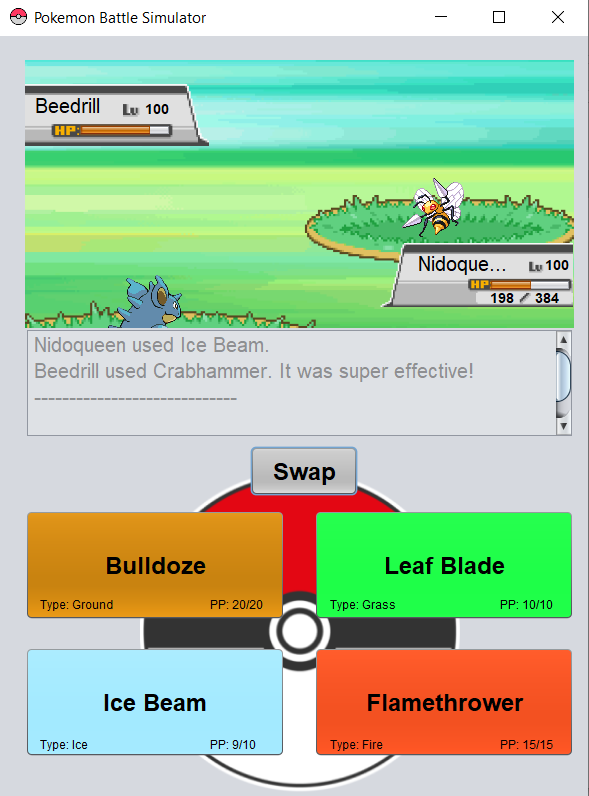 Pokemon Battle Simulator
Beedrill Lv 100
HP:
Nidoque... Lv 100
HP
198 / 384
Nidoqueen used Ice Beam.
Beedrill used Crabhammer. It was super effective!
-----------------------------
Swap
Bulldoze
Type: Ground PP: 20/20
Leaf Blade
Type: Grass PP: 10/10
Ice Beam
Type: Ice PP: 9/10
Flamethrower
Type: Fire PP: 15/15